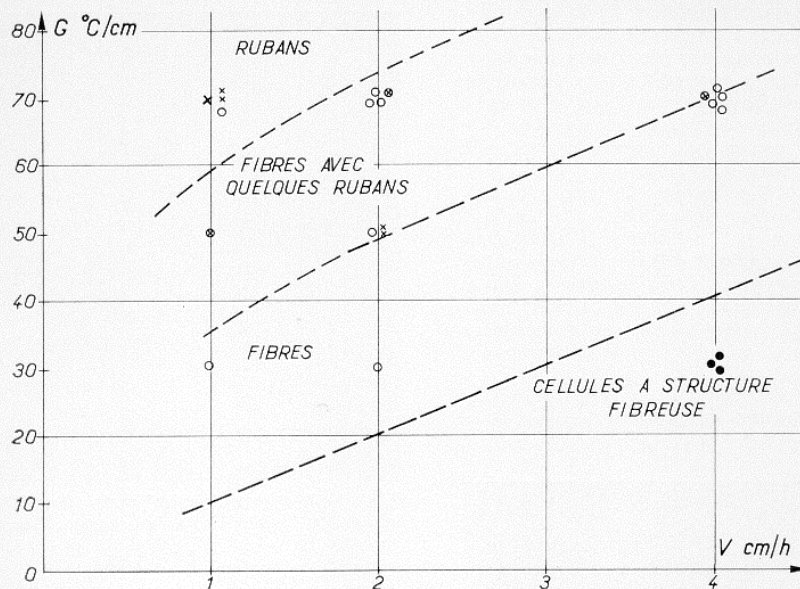 80
G °C/cm
RUBANS
70
60
FIBRES AVEC
QUELQUES RUBANS
50
40
FIBRES
30
CELLULES A STRUCTURE
FIBREUSE
20
10
V cm/h
0
1
2
3
4